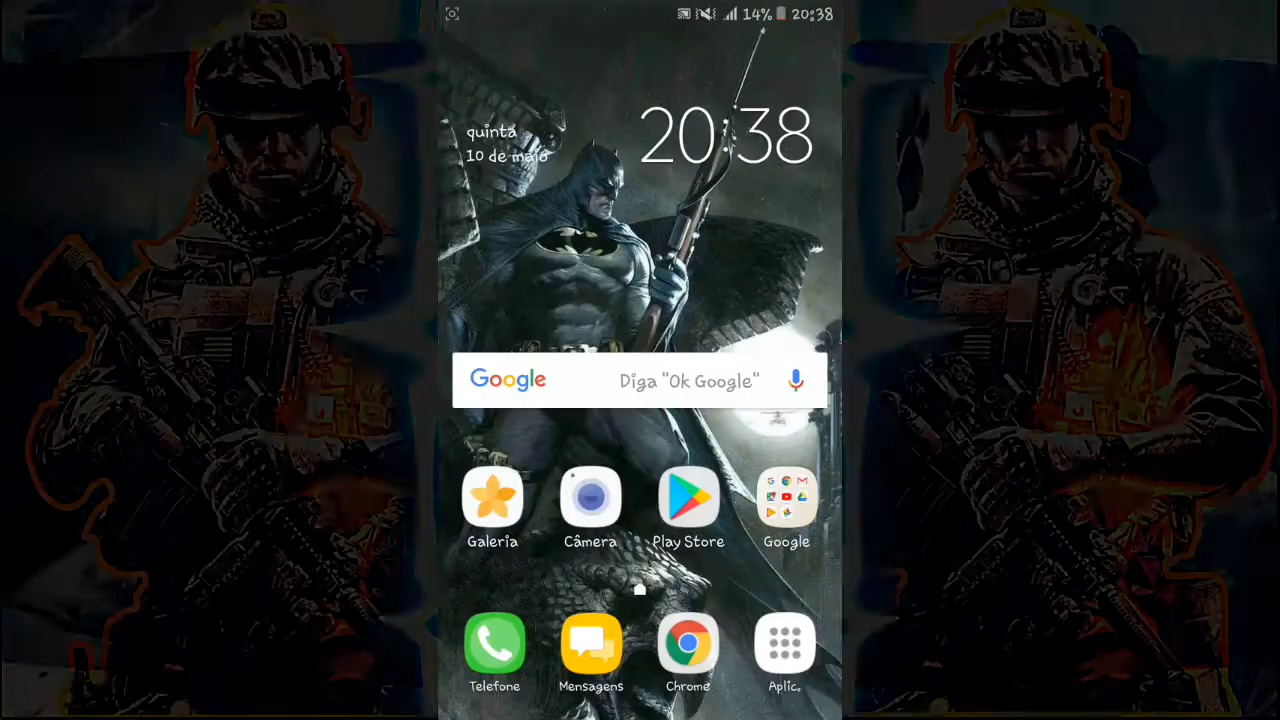 14% 20:38
20:38
quinta
10 de maio
Google Diga "Ok Google"
Galeria Câmera Play Store Google
Telefone Mensagens Chrome Aplic.